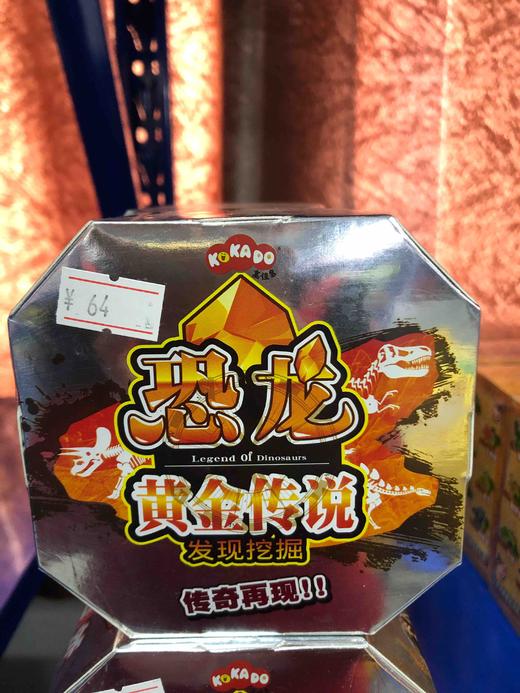 KOKADO
¥ 64
恐龙
Legend Of Dinosaurs
黄金传说
发现挖掘
传奇再现!!
KOKADO